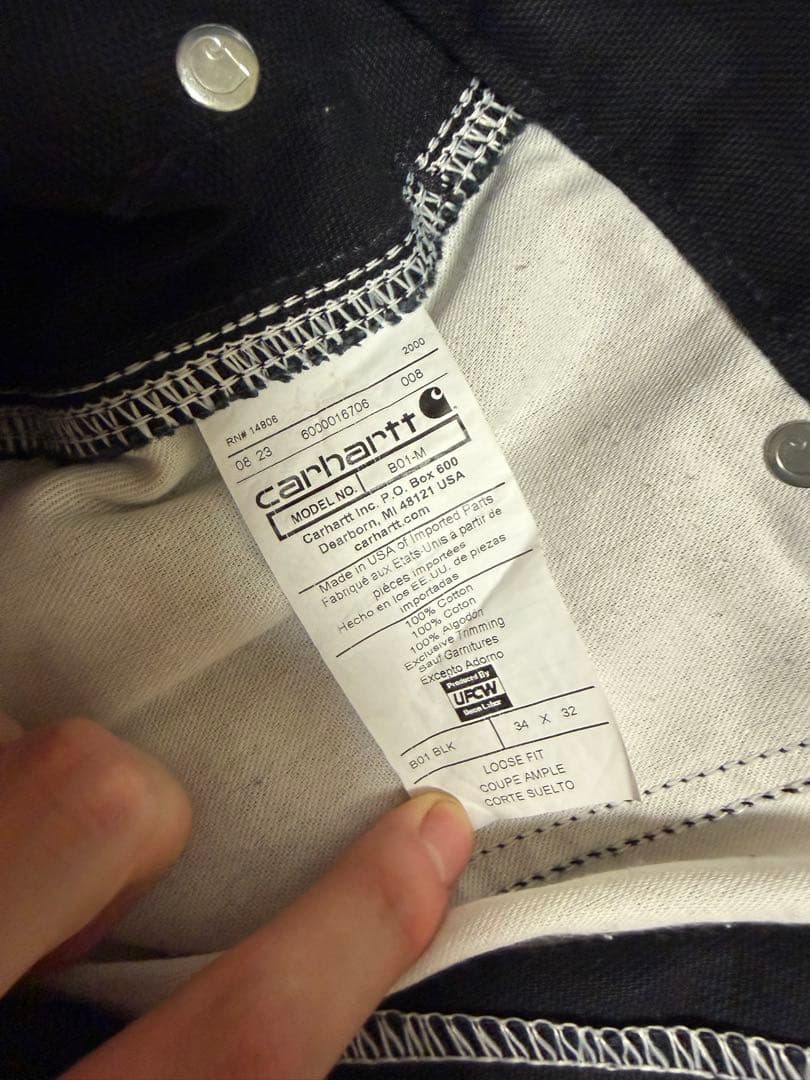 RN# 14806 2000
08 23 6000016706 008
carhartt
MODEL NO. B01-M
Carhartt Inc. P.O. Box 600
Dearborn, MI 48121 USA
carhartt.com
Made in USA of Imported Parts
Fabriqué aux Etats-Unis à partir de
pièces importées
Hecho en los EE.UU. de piezas
importadas
100% Cotton
100% Coton
100% Algodón
Exclusive Trimming
Sauf Garnitures
Excepto Adorno
Produced By
UFCW
Union Labor
B01 BLK 34 X 32
LOOSE FIT
COUPE AMPLE
CORTE SUELTO